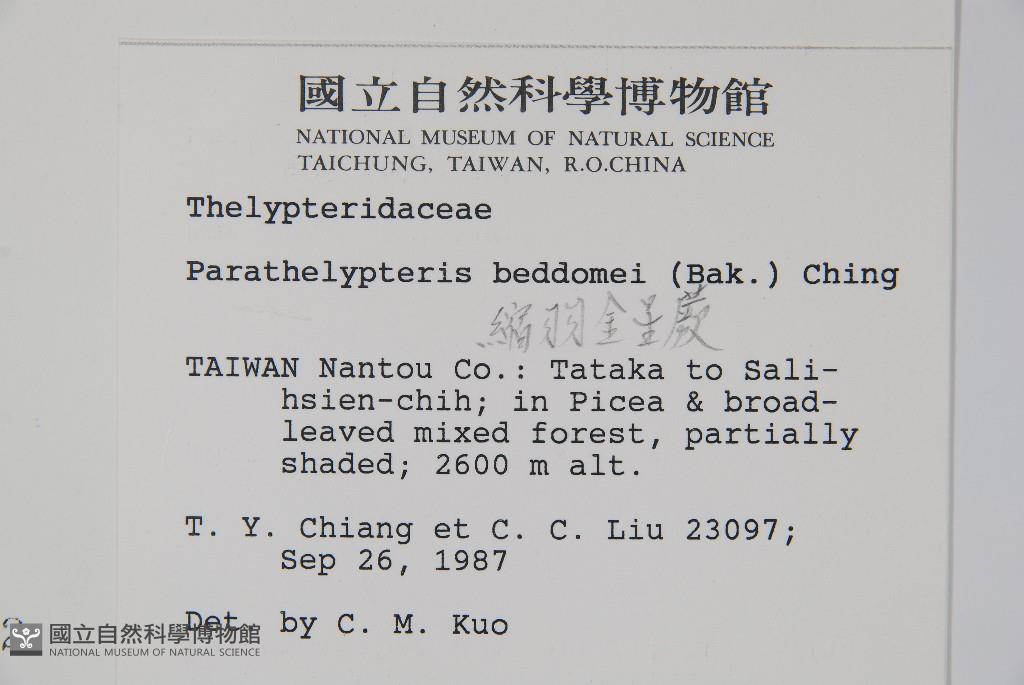 國立自然科學博物館
NATIONAL MUSEUM OF NATURAL SCIENCE
TAICHUNG, TAIWAN, R.O.CHINA
Thelypteridaceae
Parathelypteris beddomei (Bak.) Ching
縮羽金星蕨
TAIWAN Nantou Co.: Tataka to Sali-
hsien-chih; in Picea & broad-
leaved mixed forest, partially
shaded; 2600 m alt.
T. Y. Chiang et C. C. Liu 23097;
Sep 26, 1987
Det by C. M. Kuo
國立自然科學博物館
NATIONAL MUSEUM OF NATURAL SCIENCE